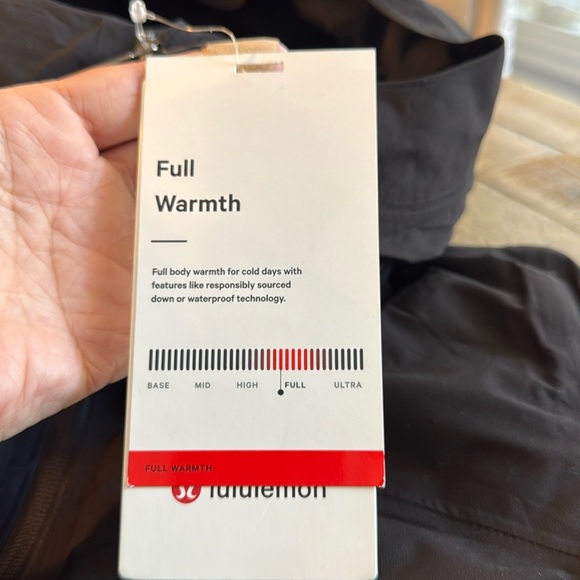 Full
Warmth
Full body warmth for cold days with
features like responsibly sourced
down or waterproof technology.
BASE MID HIGH FULL ULTRA
FULL WARMTH
lululemon